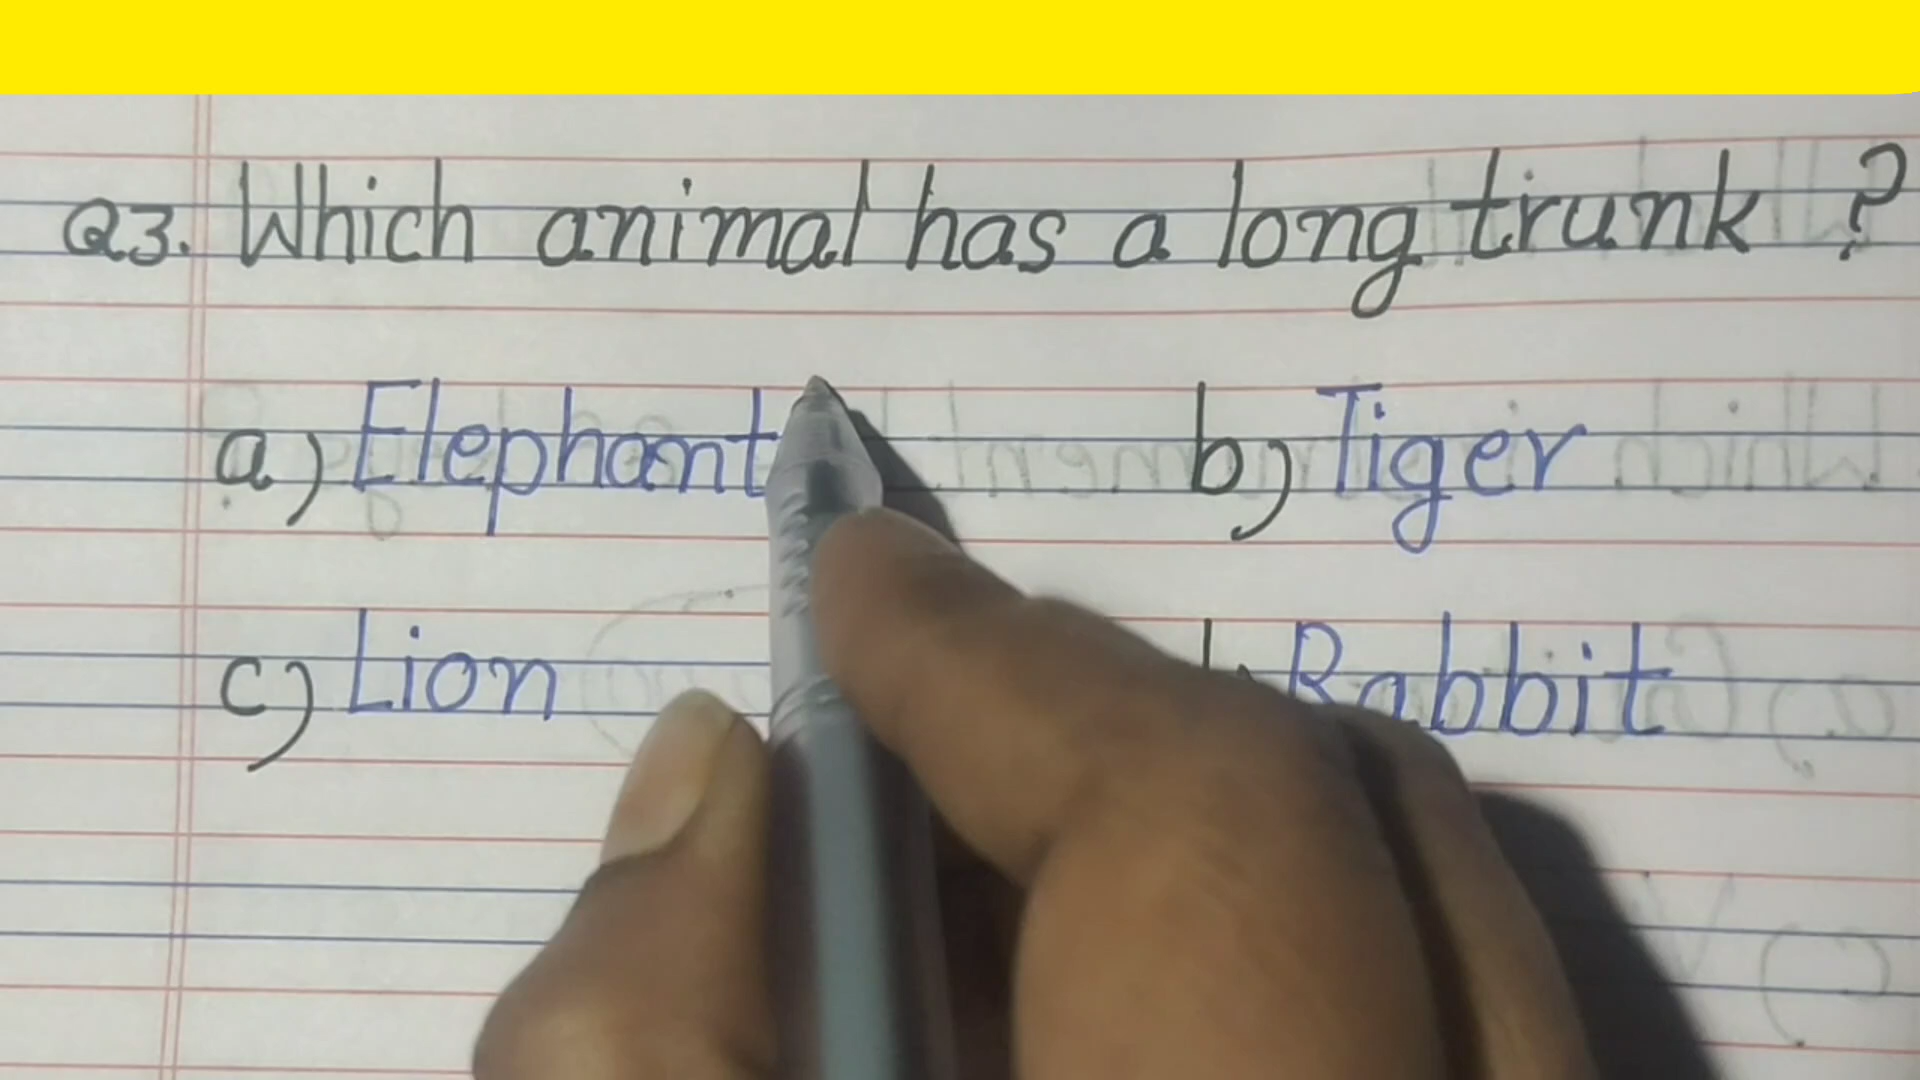 Q3. Which animal has a long trunk ?
a) Elephant b) Tiger
c) Lion Rabbit